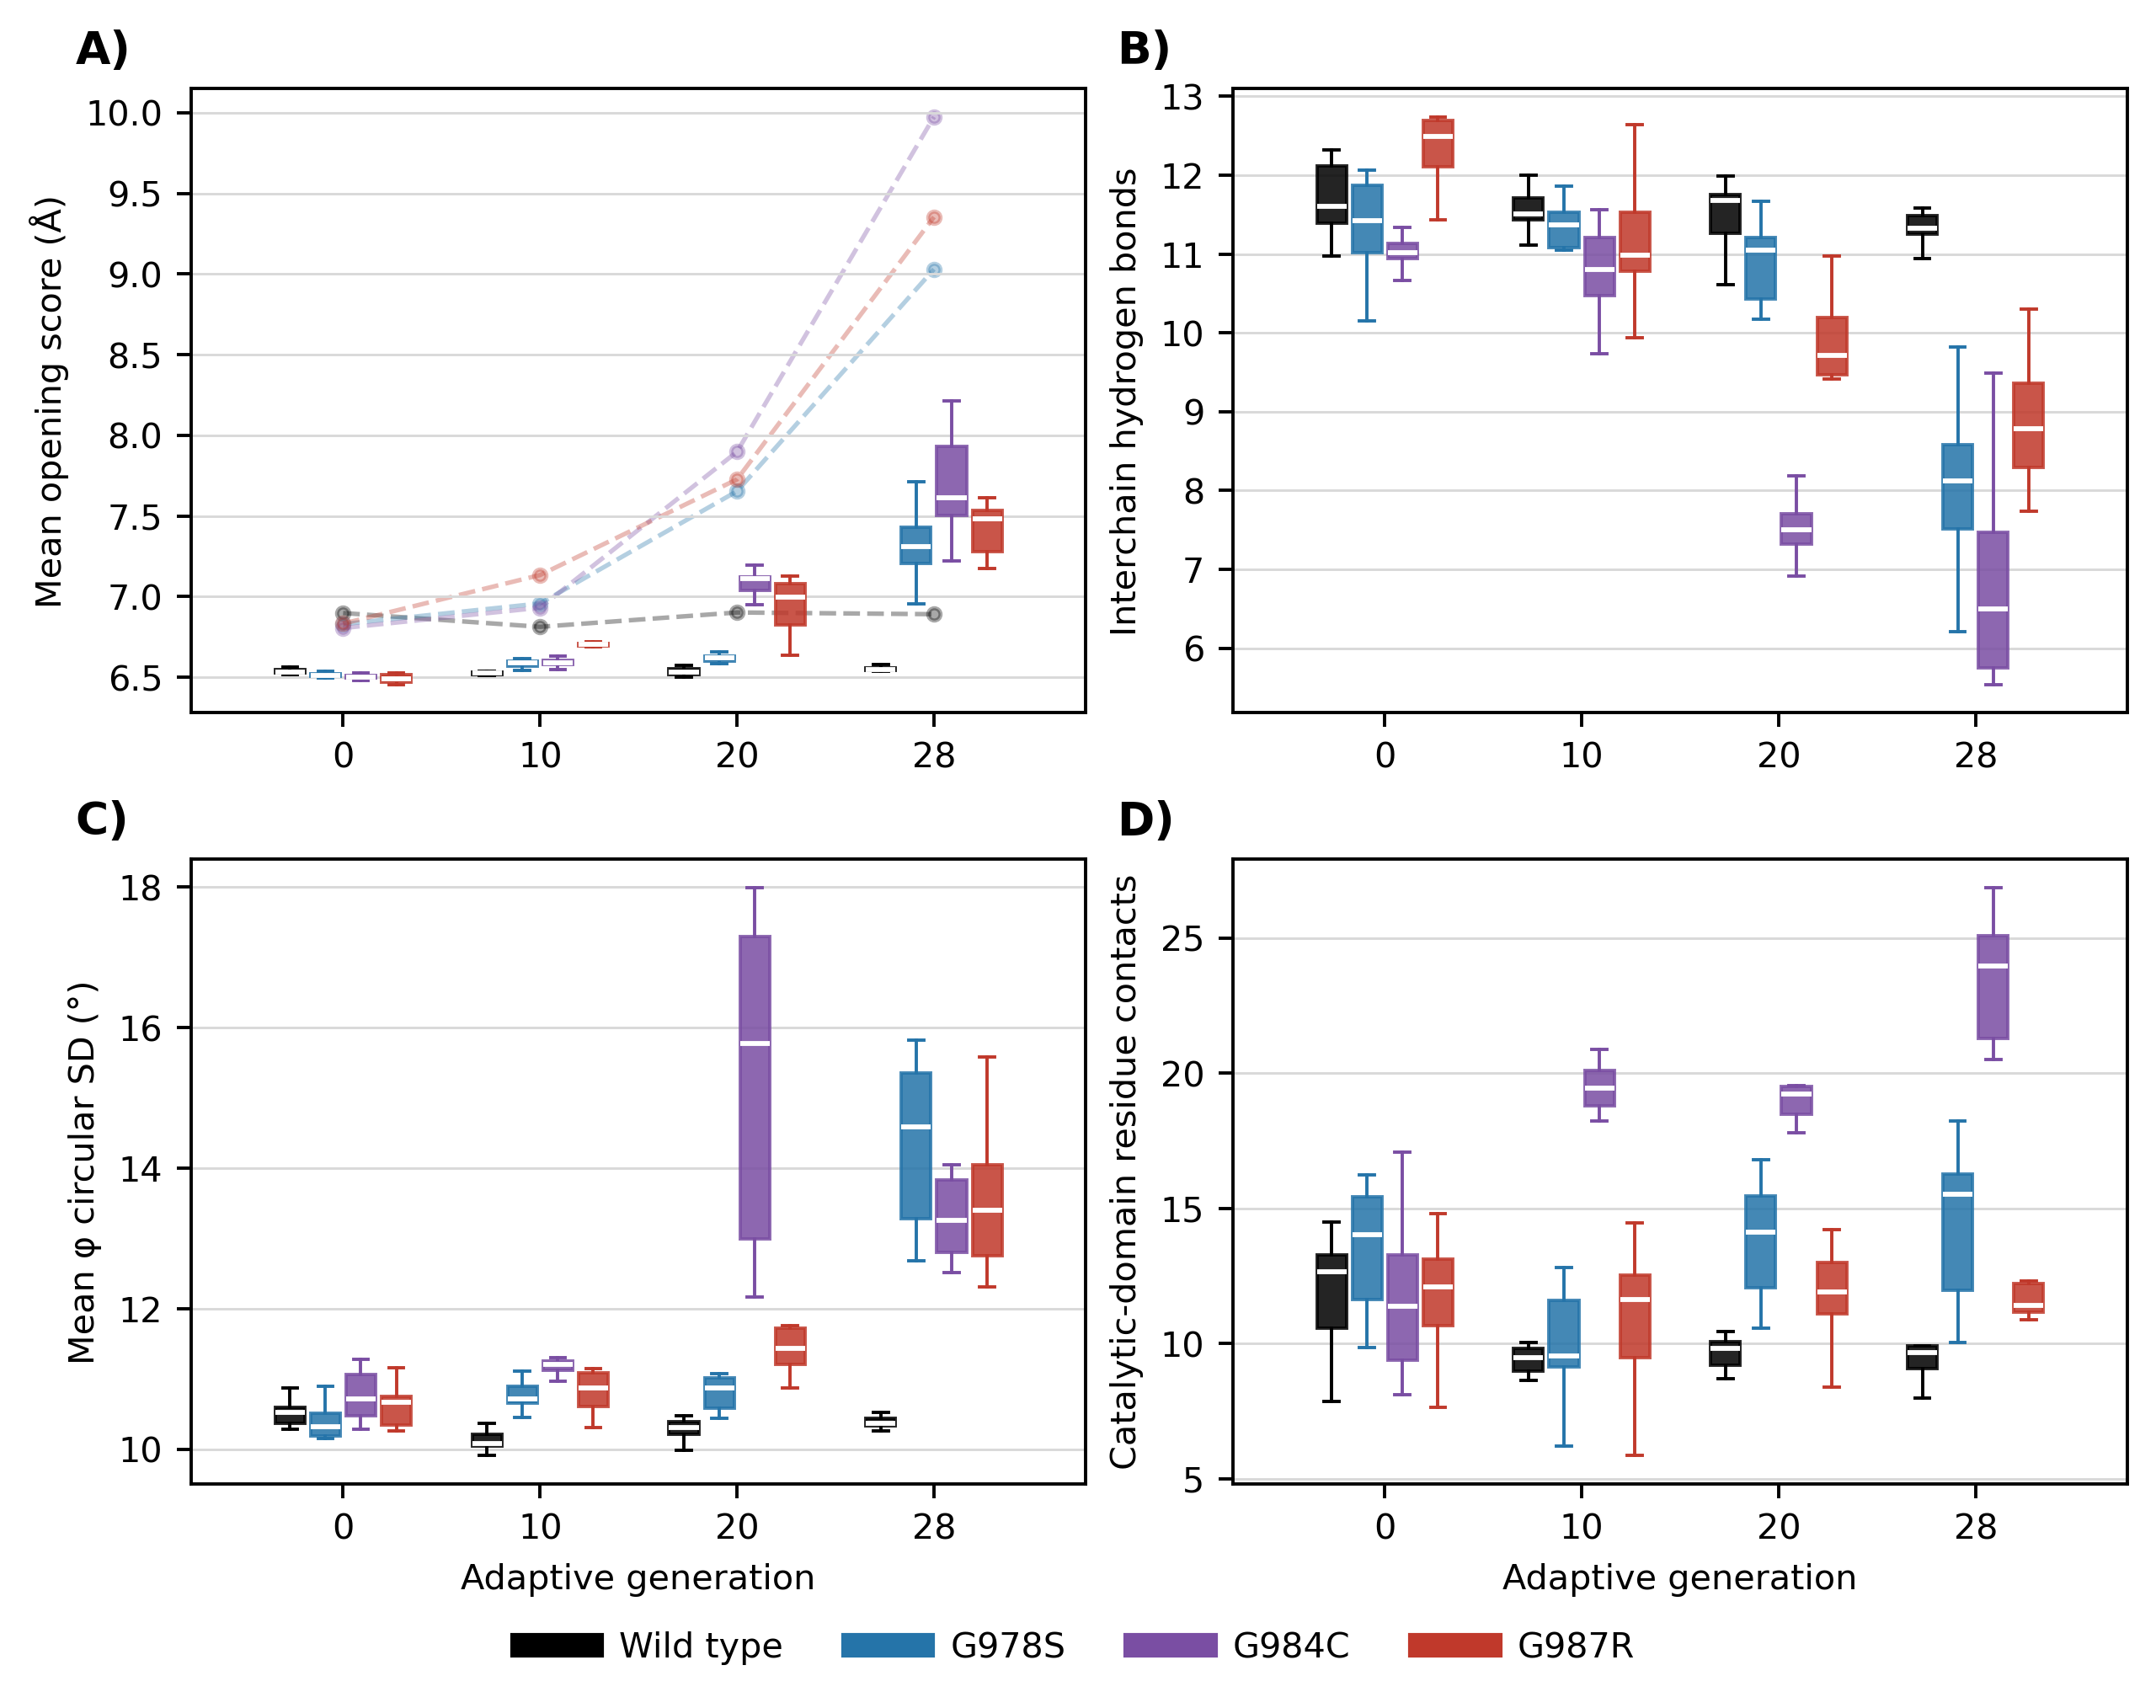 A)
Mean opening score (Å)
10.0
9.5
9.0
8.5
8.0
7.5
7.0
6.5
0 10 20 28
B)
Interchain hydrogen bonds
13
12
11
10
9
8
7
6
0 10 20 28
C)
Mean φ circular SD (°)
18
16
14
12
10
0 10 20 28
Adaptive generation
D)
Catalytic-domain residue contacts
25
20
15
10
5
0 10 20 28
Adaptive generation
Wild type G978S G984C G987R